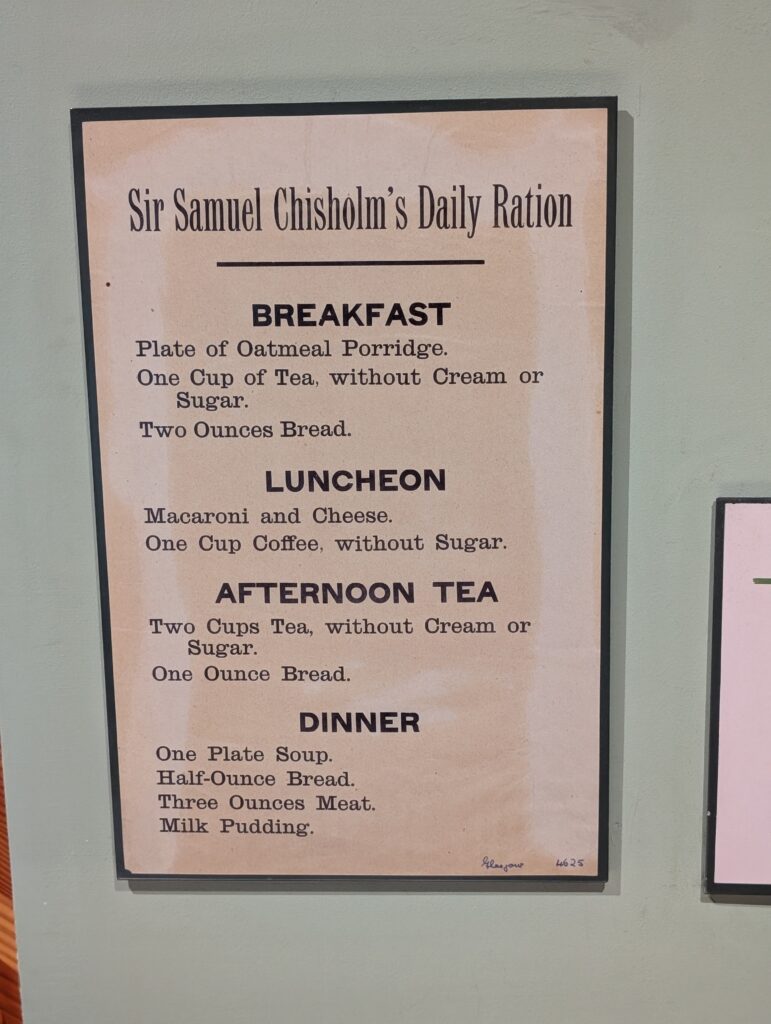 Sir Samuel Chisholm's Daily Ration
BREAKFAST
Plate of Oatmeal Porridge.
One Cup of Tea, without Cream or
Sugar.
Two Ounces Bread.
LUNCHEON
Macaroni and Cheese.
One Cup Coffee, without Sugar.
AFTERNOON TEA
Two Cups Tea, without Cream or
Sugar.
One Ounce Bread.
DINNER
One Plate Soup.
Half-Ounce Bread.
Three Ounces Meat.
Milk Pudding.
Glasgow 4625